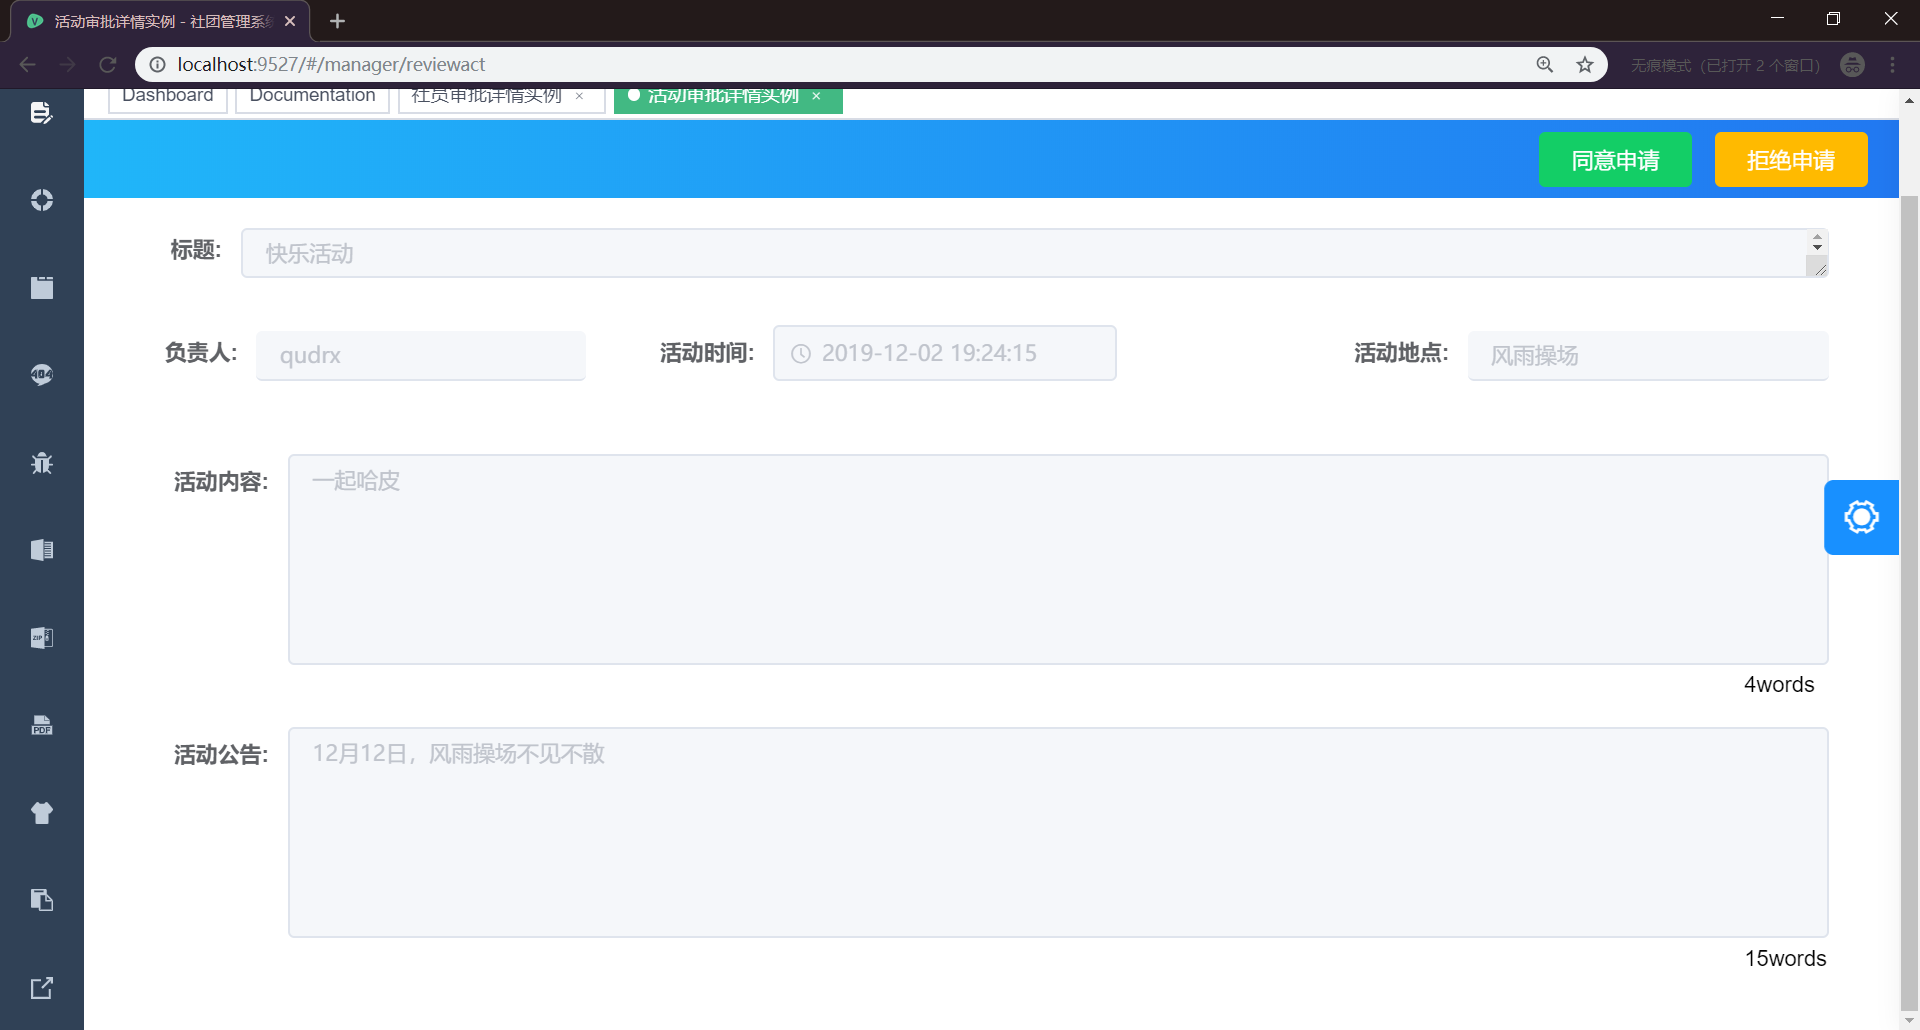 活动审批详情实例 - 社团管理系统
localhost:9527/#/manager/reviewact
无痕模式 (已打开 2 个窗口)
Dashboard
Documentation
社员审批详情实例 ×
活动审批详情实例 ×
同意申请
拒绝申请
标题:
快乐活动
负责人:
qudrx
活动时间:
2019-12-02 19:24:15
活动地点:
风雨操场
404
活动内容:
一起哈皮
ZIP
4words
PDF
活动公告:
12月12日，风雨操场不见不散
15words